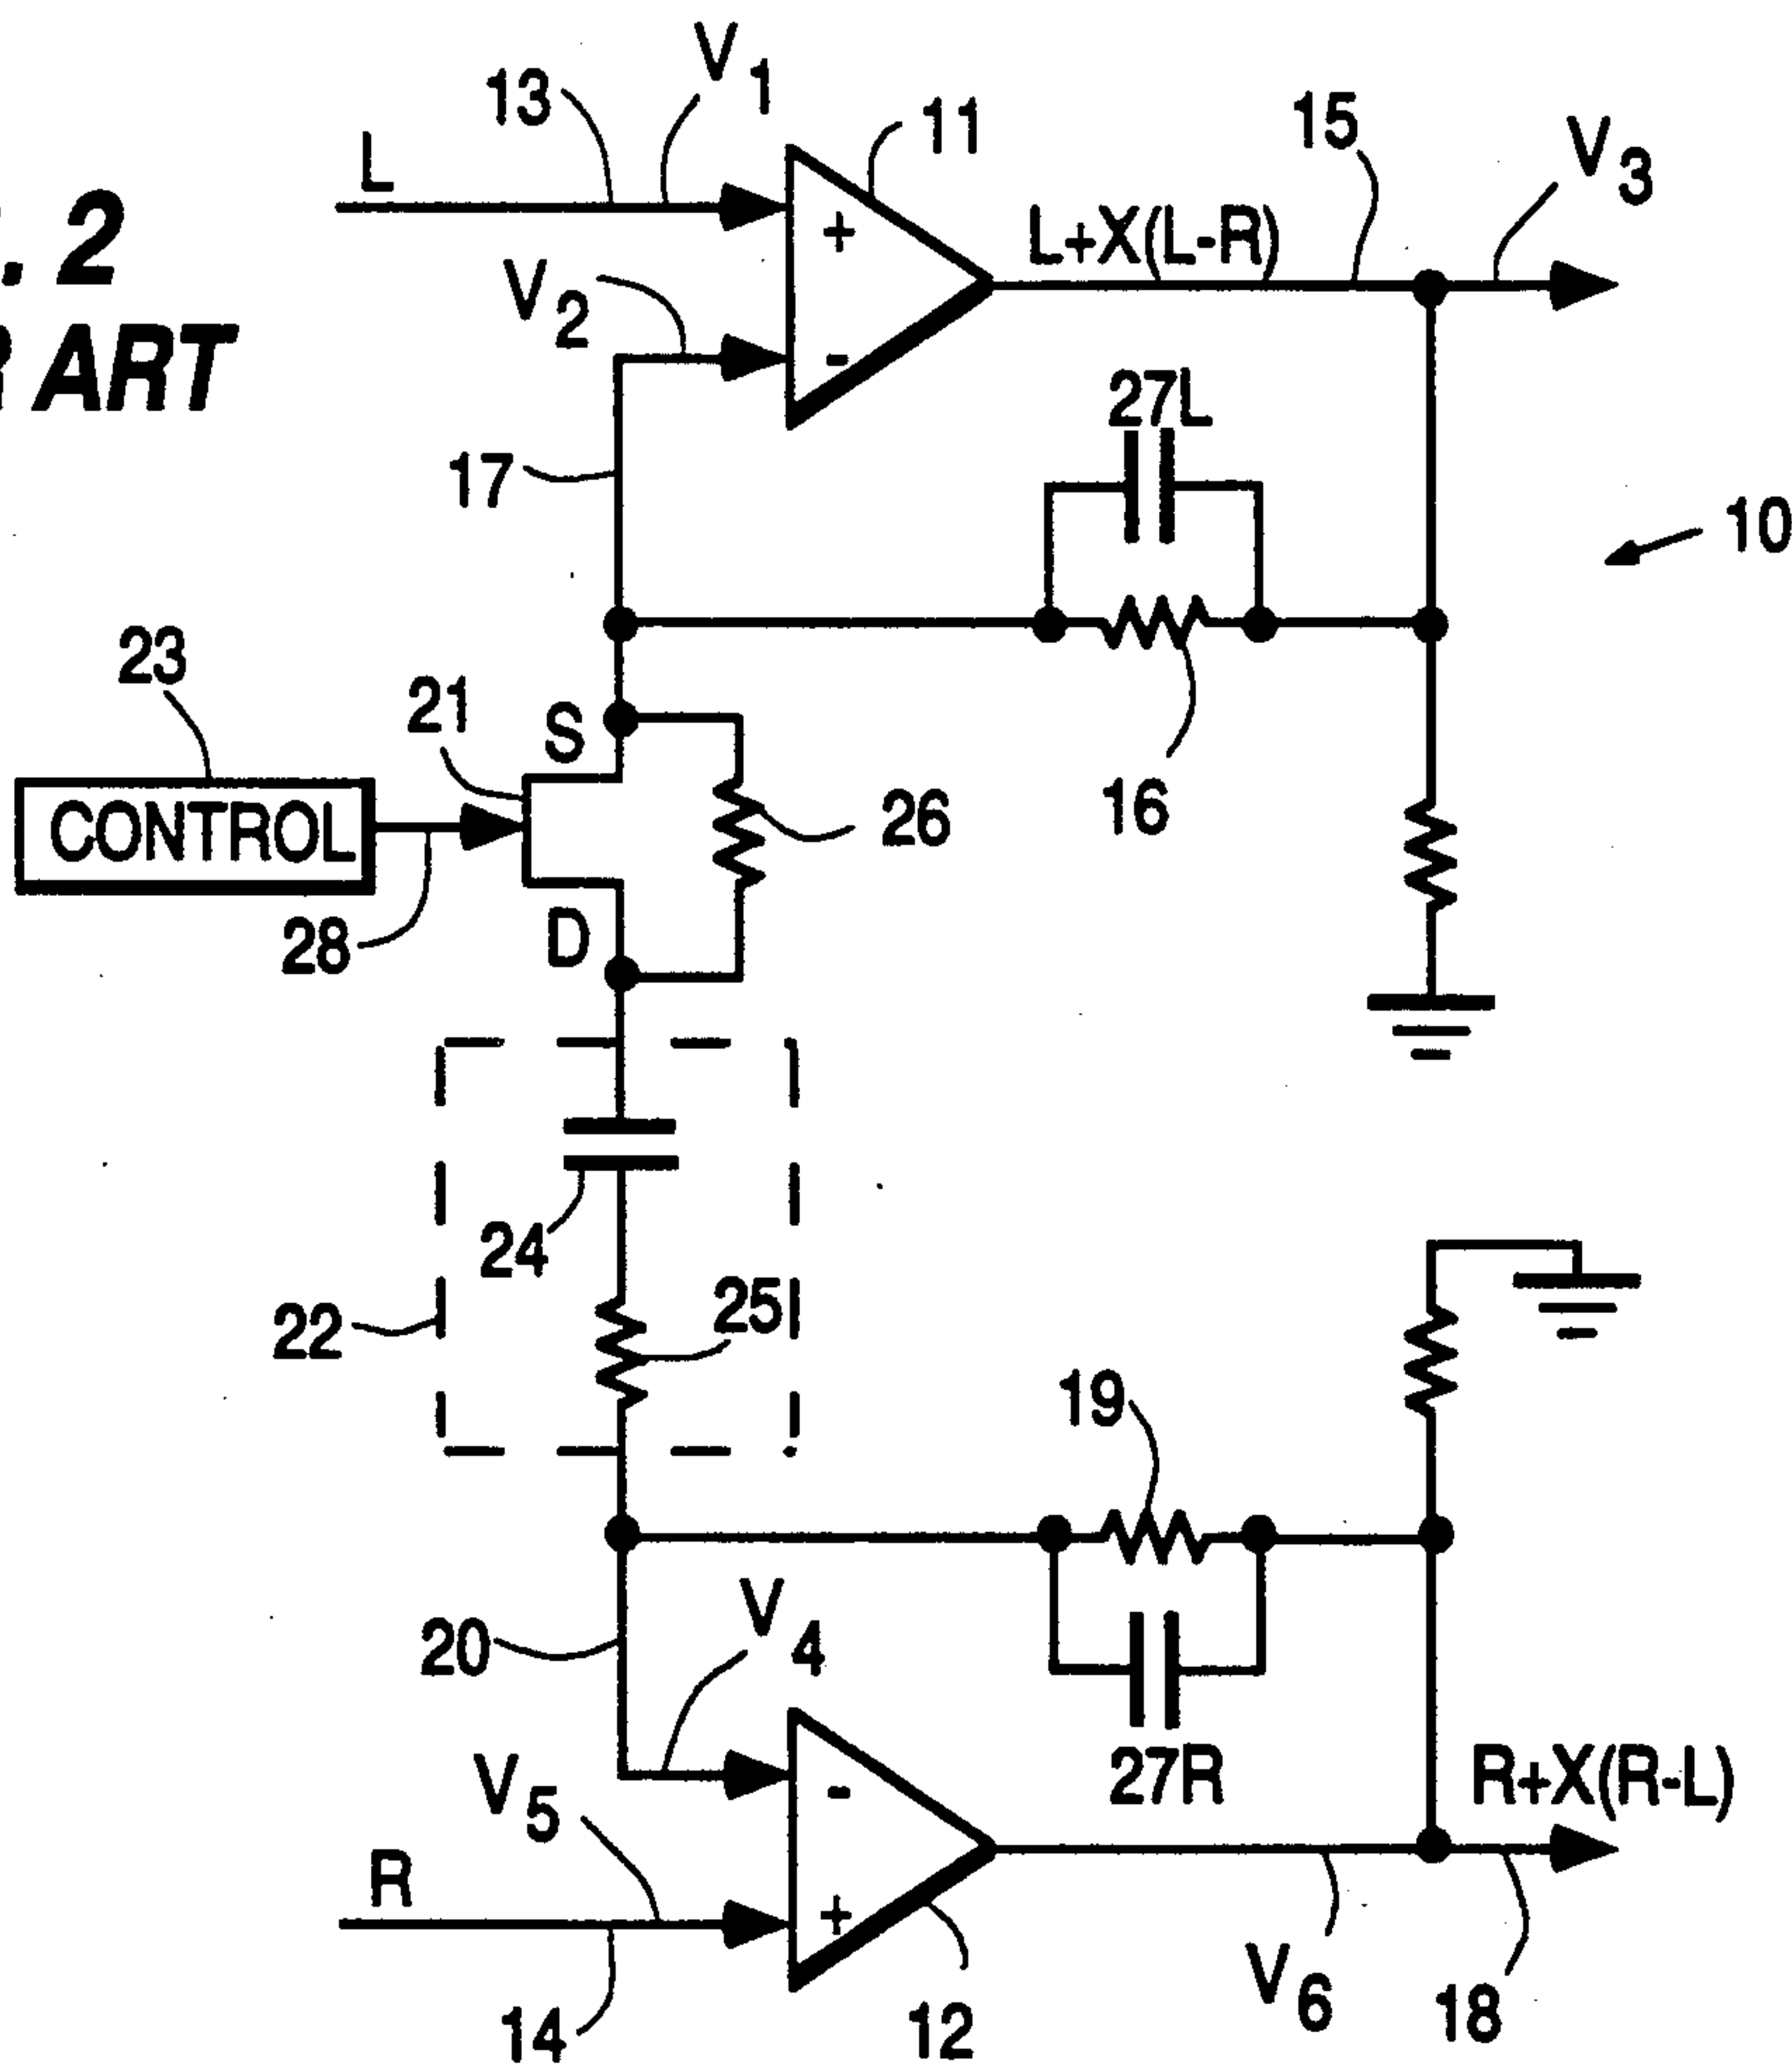 . 2
ART
13
V1
11
15
V3
L
+
L+X(L-R)
V2
-
27L
17
10
23
21
S
16
26
CONTROL
28
D
24
25
22
19
20
V4
-
27R
R+X(R-L)
V5
R
+
V6
18
14
12